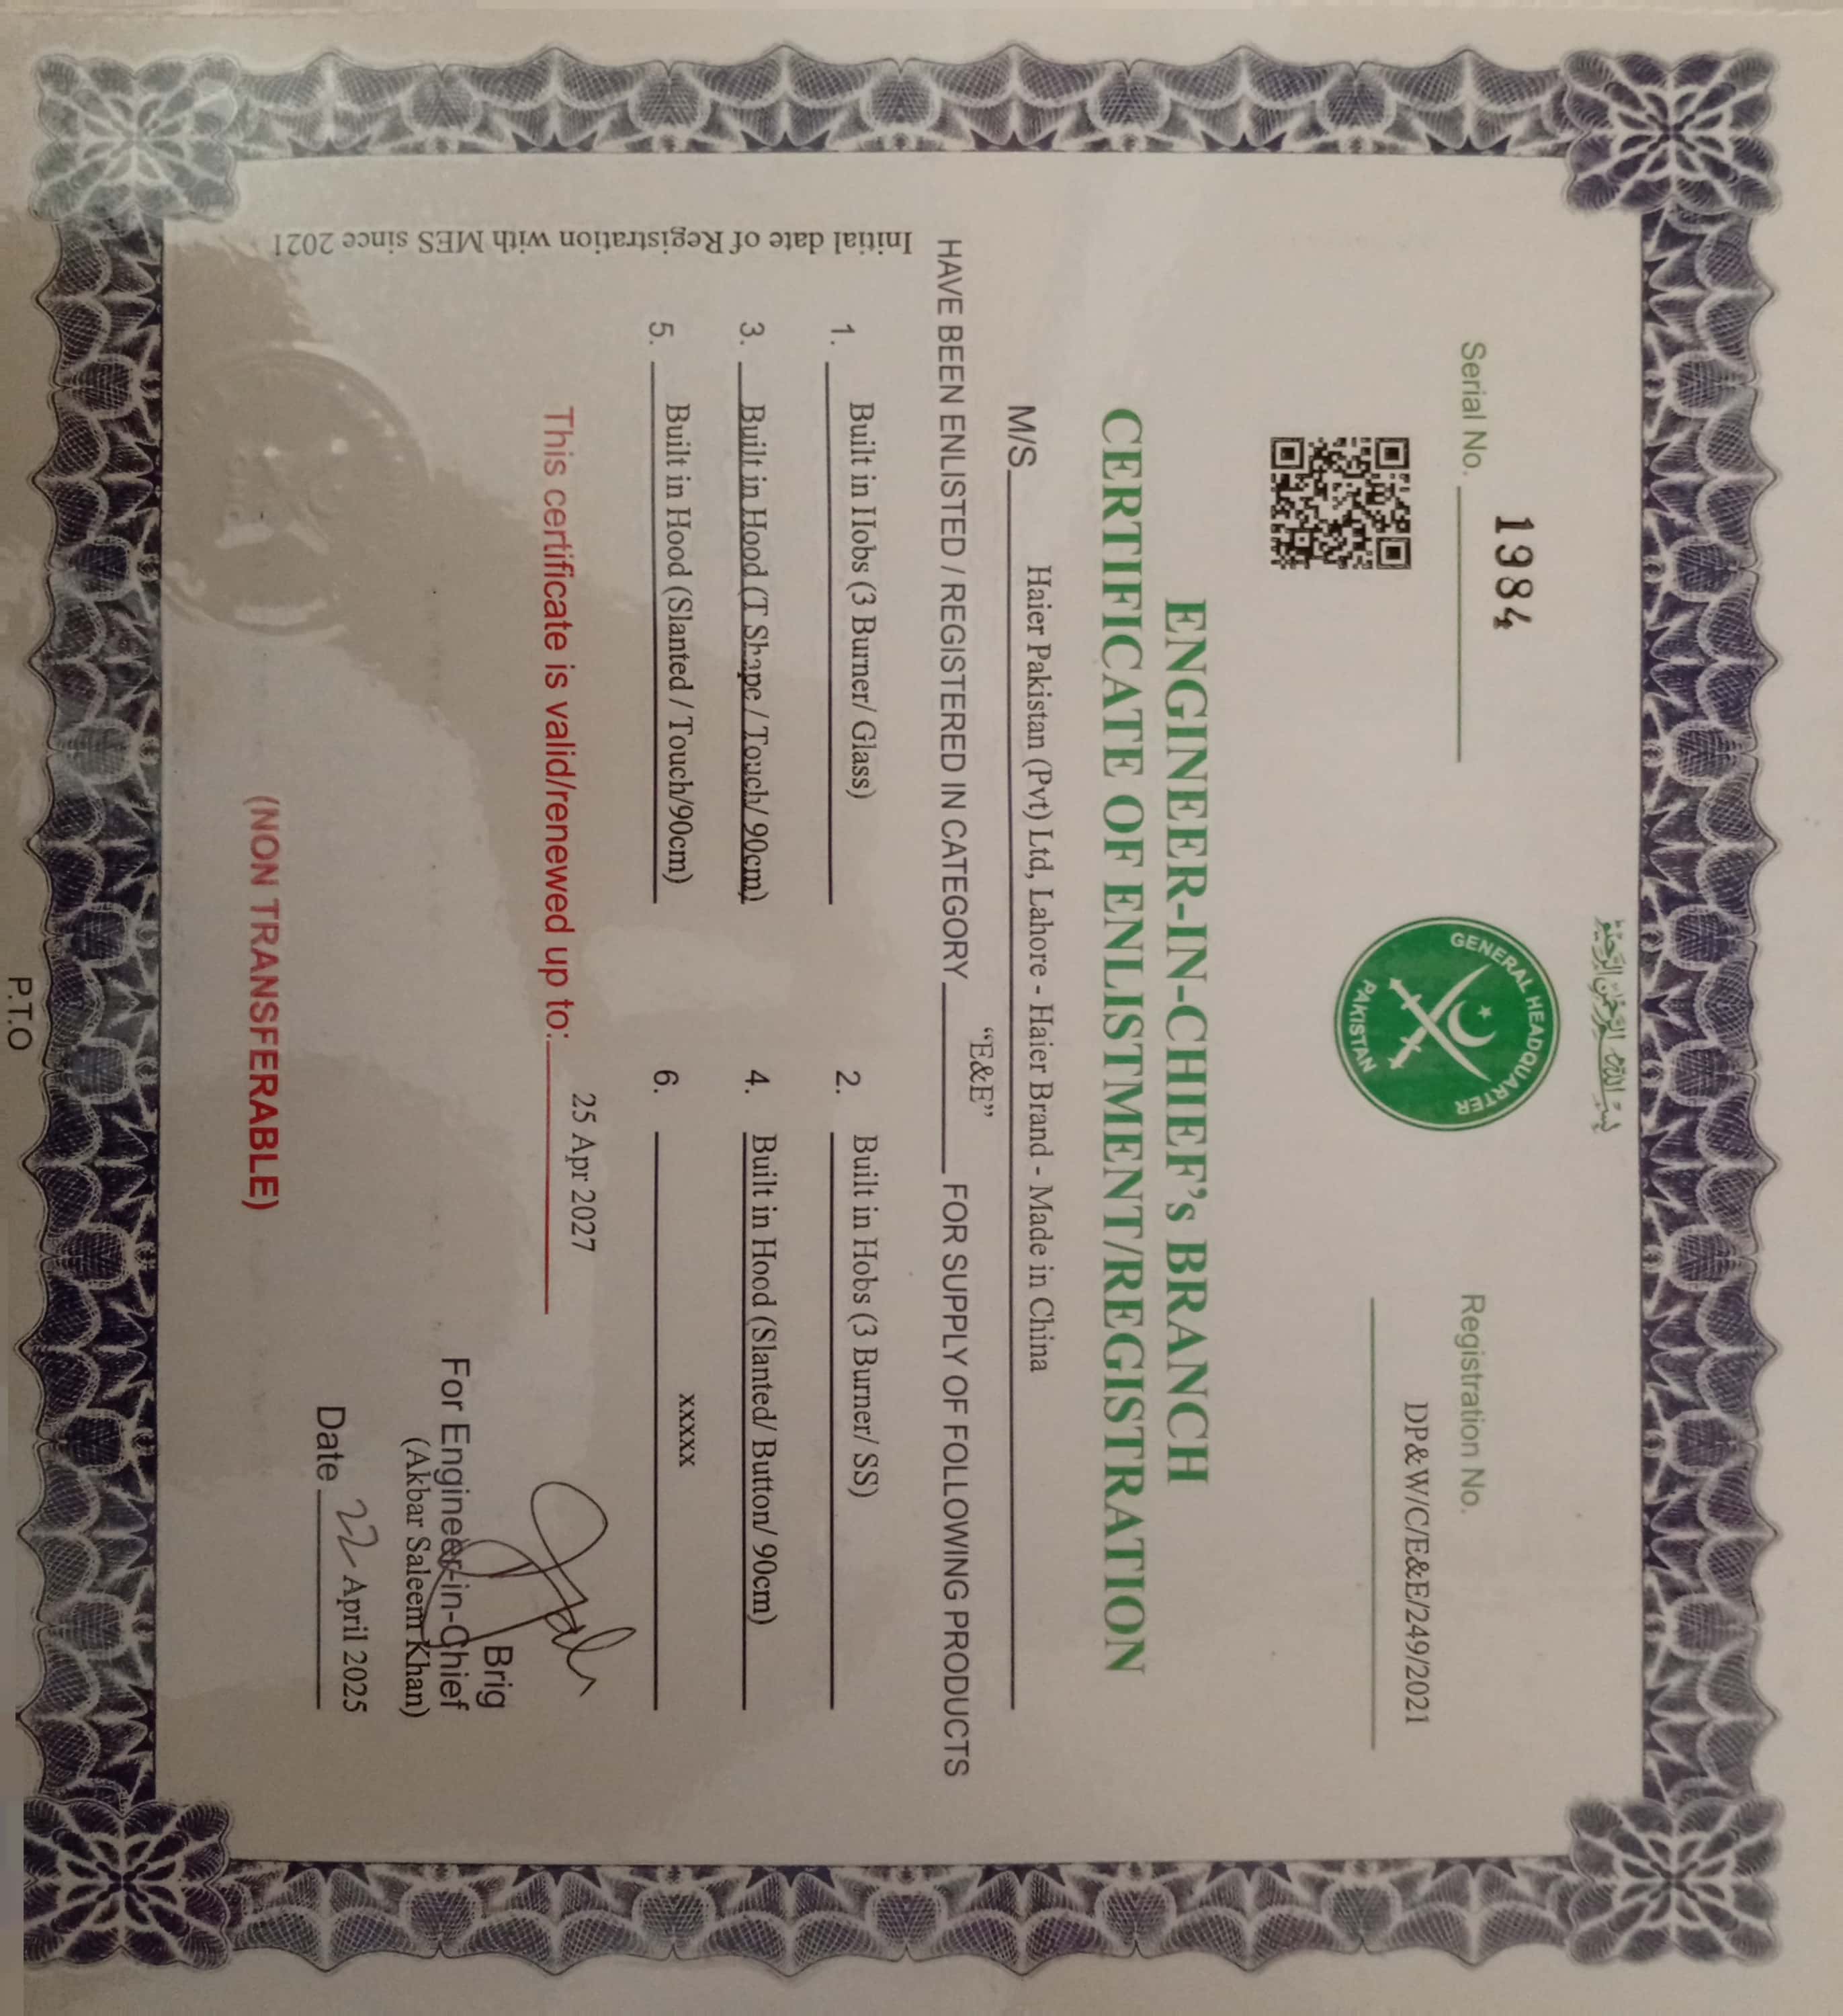 بسم الله الرحمن الرحيم
GENERAL HEADQUARTER
PAKISTAN
Serial No. 1984
Registration No.
DP&W/C/E&E/249/2021
ENGINEER-IN-CHIEF's BRANCH
CERTIFICATE OF ENLISTMENT/REGISTRATION
M/S Haier Pakistan (Pvt) Ltd, Lahore - Haier Brand - Made in China
HAVE BEEN ENLISTED / REGISTERED IN CATEGORY "E&E" FOR SUPPLY OF FOLLOWING PRODUCTS
1. Built in Hobs (3 Burner/ Glass)
2. Built in Hobs (3 Burner/ SS)
3. Built in Hood (T Shape / Touch/ 90cm)
4. Built in Hood (Slanted/ Button/ 90cm)
5. Built in Hood (Slanted / Touch/90cm)
6. xxxxx
Initial date of Registration with MES since 2021
This certificate is valid/renewed up to: 25 Apr 2027
Brig
For Engineer-in-Chief
(Akbar Saleem Khan)
Date 22 April 2025
(NON TRANSFERABLE)
P.T.O